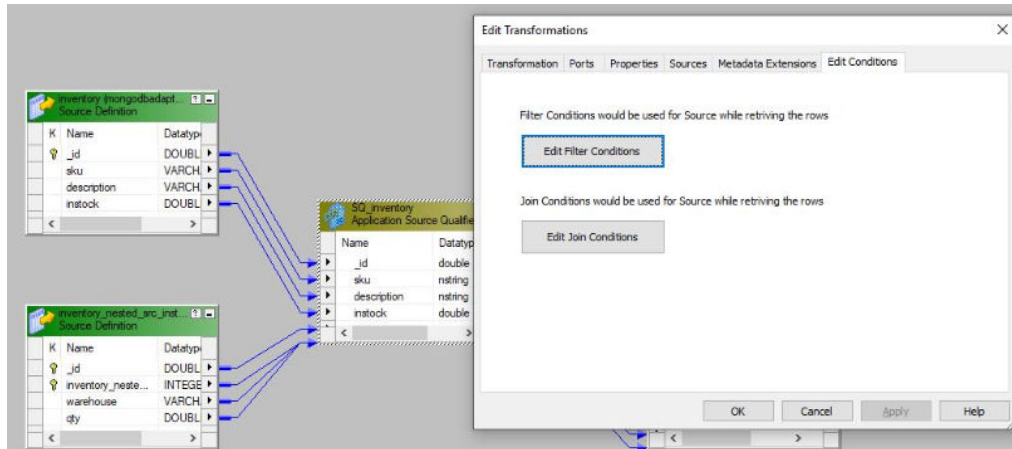 inventory (mongodbadapt...
Source Definition
K Name Datatyp
_id DOUBL
sku VARCH
description VARCH
instock DOUBL
SQ_inventory
Application Source Qualifie
Name Datatyp
_id double
sku nstring
description nstring
instock double
inventory_nested_src_inst...
Source Definition
K Name Datatyp
_id DOUBL
inventory_neste... INTEGE
warehouse VARCH
qty DOUBL
Edit Transformations
Transformation Ports Properties Sources Metadata Extensions Edit Conditions
Filter Conditions would be used for Source while retriving the rows
Edit Filter Conditions
Join Conditions would be used for Source while retriving the rows
Edit Join Conditions
OK Cancel Apply Help